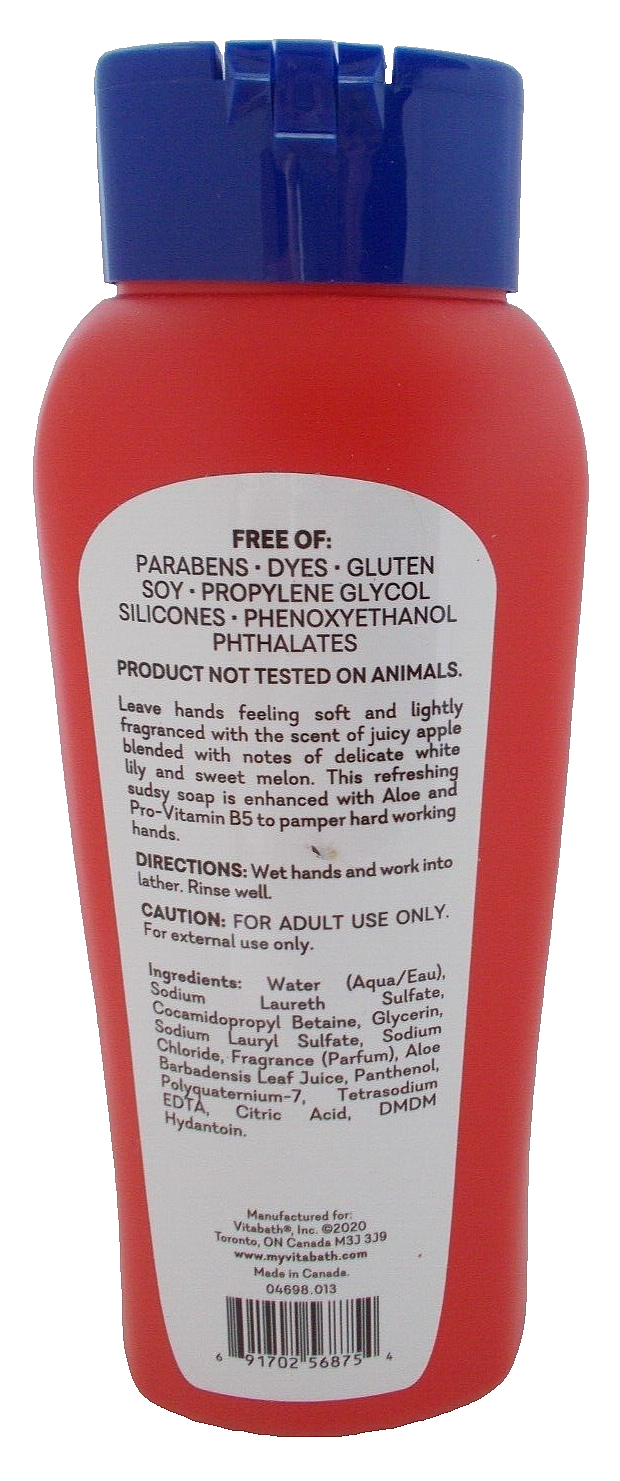 FREE OF:
PARABENS · DYES · GLUTEN
SOY · PROPYLENE GLYCOL
SILICONES · PHENOXYETHANOL
PHTHALATES
PRODUCT NOT TESTED ON ANIMALS.
Leave hands feeling soft and lightly
fragranced with the scent of juicy apple
blended with notes of delicate white
lily and sweet melon. This refreshing
sudsy soap is enhanced with Aloe and
Pro-Vitamin B5 to pamper hard working
hands.
DIRECTIONS: Wet hands and work into
lather. Rinse well.
CAUTION: FOR ADULT USE ONLY.
For external use only.
Ingredients: Water (Aqua/Eau),
Sodium Laureth Sulfate,
Cocamidopropyl Betaine, Glycerin,
Sodium Lauryl Sulfate, Sodium
Chloride, Fragrance (Parfum), Aloe
Barbadensis Leaf Juice, Panthenol,
Polyquaternium-7, Tetrasodium
EDTA, Citric Acid, DMDM
Hydantoin.
Manufactured for:
Vitabath®, Inc. ©2020
Toronto, ON Canada M3J 3J9
www.myvitabath.com
Made in Canada.
04698.013
6 91702 56875 4